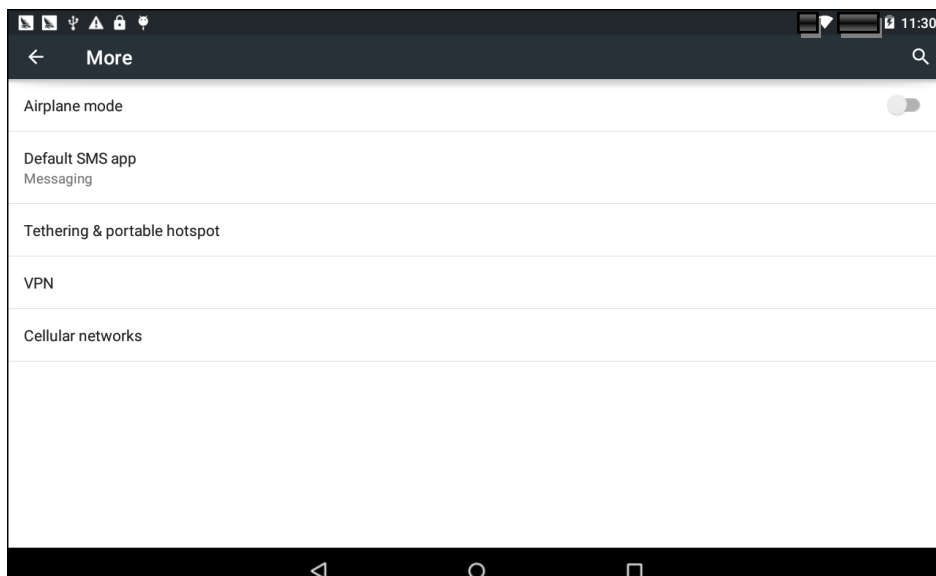 11:30
More
Airplane mode
Default SMS app
Messaging
Tethering & portable hotspot
VPN
Cellular networks